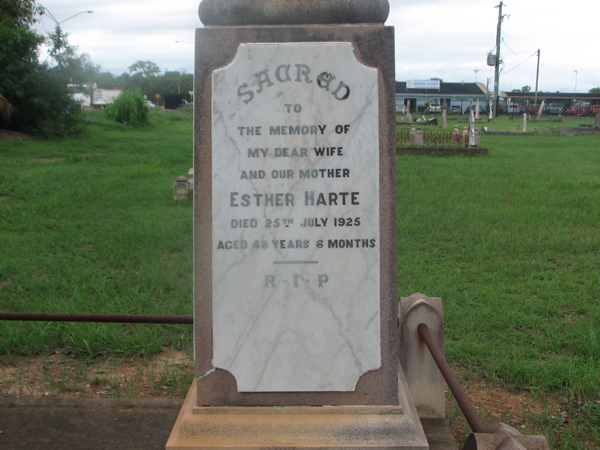 SACRED
TO
THE MEMORY OF
MY DEAR WIFE
AND OUR MOTHER
ESTHER HARTE
DIED 25TH JULY 1925
AGED 48 YEARS 6 MONTHS
R·I·P